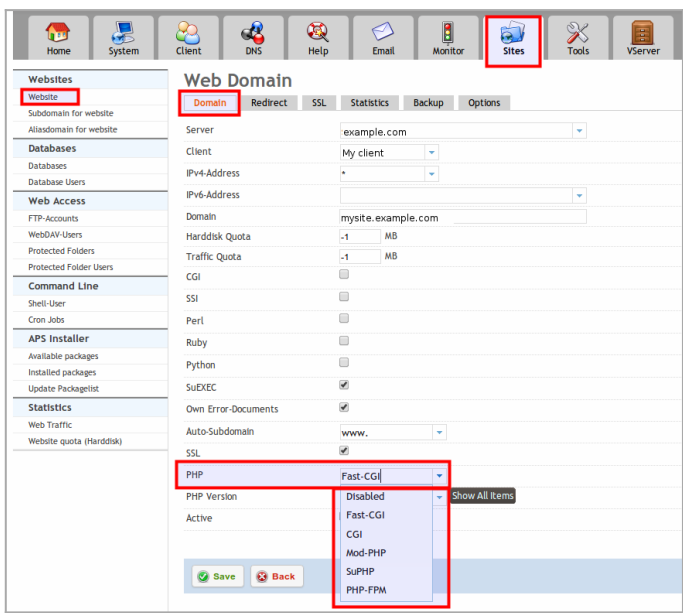 Home System Client DNS Help Email Monitor Sites Tools VServer
Websites
Website
Subdomain for website
Aliasdomain for website
Databases
Databases
Database Users
Web Access
FTP-Accounts
WebDAV-Users
Protected Folders
Protected Folder Users
Command Line
Shell-User
Cron Jobs
APS Installer
Available packages
Installed packages
Update Packagelist
Statistics
Web Traffic
Website quota (Harddisk)
Web Domain
Domain Redirect SSL Statistics Backup Options
Server example.com
Client My client
IPv4-Address *
IPv6-Address
Domain mysite.example.com
Harddisk Quota -1 MB
Traffic Quota -1 MB
CGI
SSI
Perl
Ruby
Python
SuEXEC
Own Error-Documents
Auto-Subdomain www.
SSL
PHP Fast-CGI
PHP Version Show All Items
Active
Disabled
Fast-CGI
CGI
Mod-PHP
SuPHP
PHP-FPM
Save Back